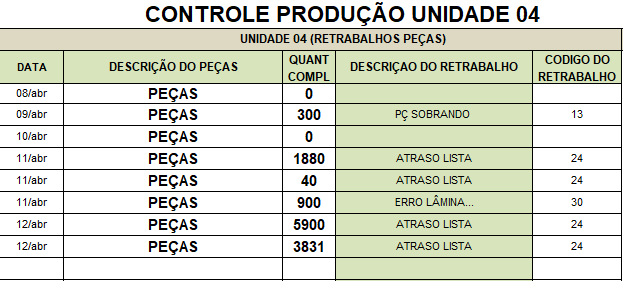 CONTROLE PRODUÇÃO UNIDADE 04
UNIDADE 04 (RETRABALHOS PEÇAS)
DATA DESCRIÇÃO DO PEÇAS QUANT COMPL DESCRIÇAO DO RETRABALHO CODIGO DO RETRABALHO
08/abr PEÇAS 0
09/abr PEÇAS 300 PÇ SOBRANDO 13
10/abr PEÇAS 0
11/abr PEÇAS 1880 ATRASO LISTA 24
11/abr PEÇAS 40 ATRASO LISTA 24
11/abr PEÇAS 900 ERRO LÂMINA... 30
12/abr PEÇAS 5900 ATRASO LISTA 24
12/abr PEÇAS 3831 ATRASO LISTA 24